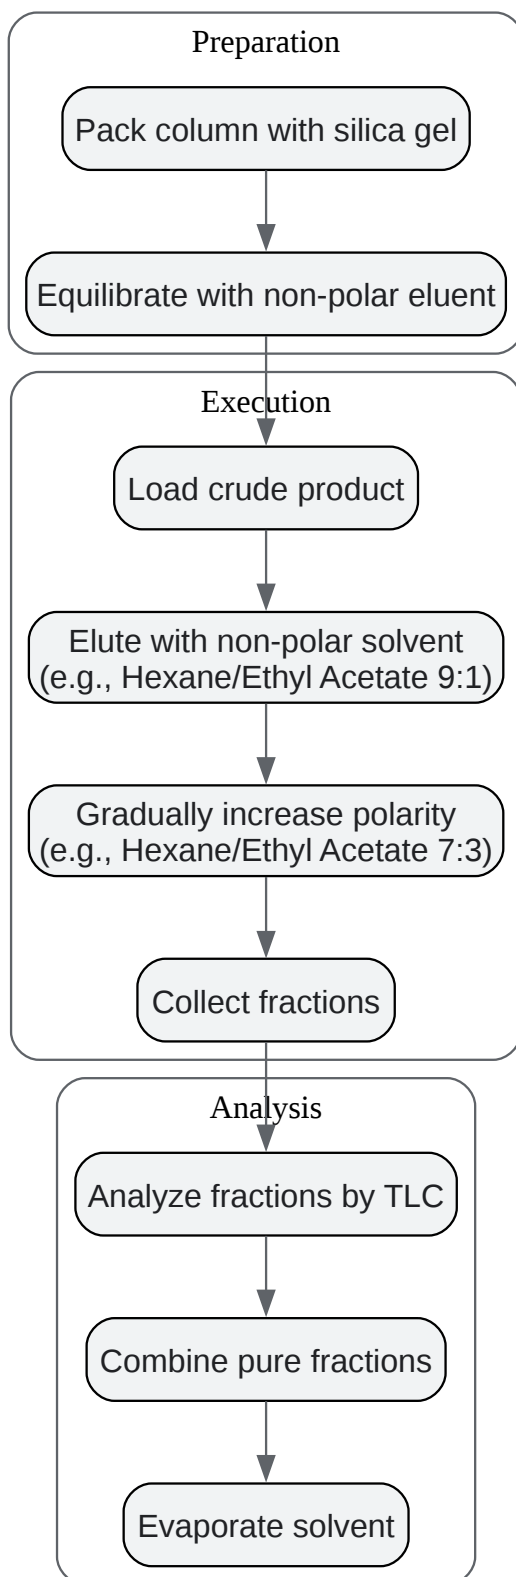 Preparation
Pack column with silica gel
Equilibrate with non-polar eluent
Execution
Load crude product
Elute with non-polar solvent
(e.g., Hexane/Ethyl Acetate 9:1)
Gradually increase polarity
(e.g., Hexane/Ethyl Acetate 7:3)
Collect fractions
Analysis
Analyze fractions by TLC
Combine pure fractions
Evaporate solvent